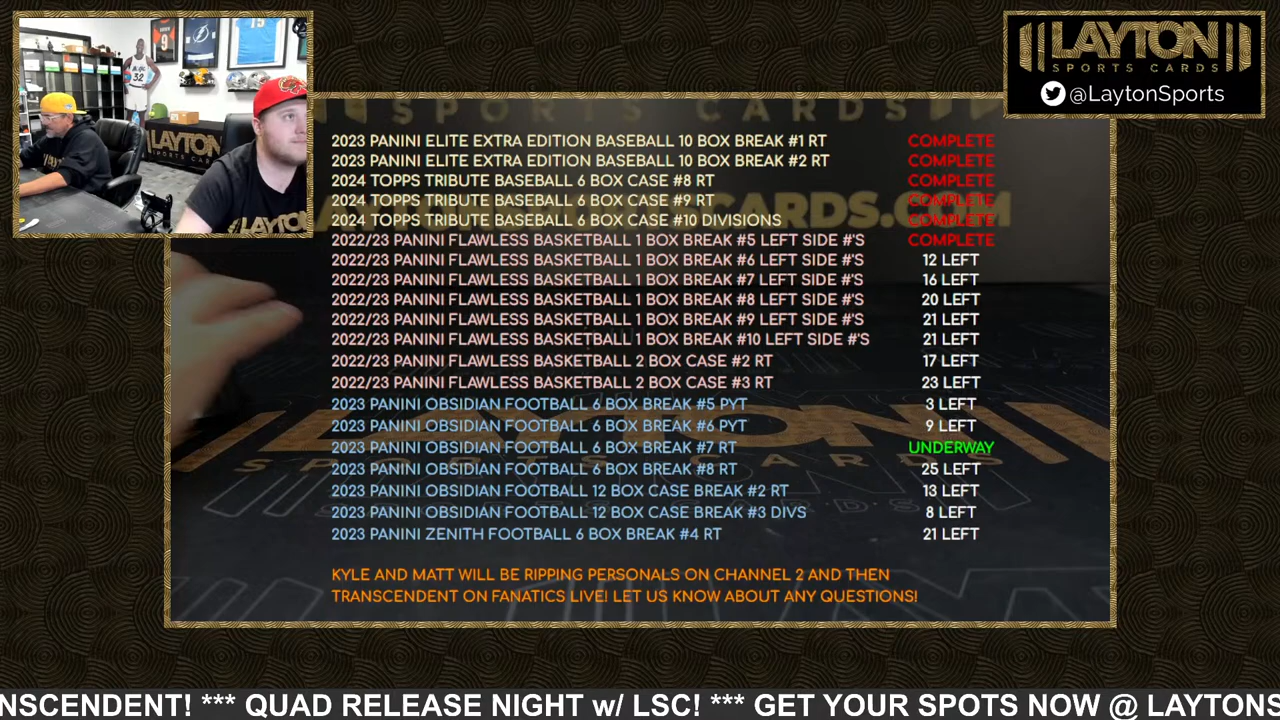 LAYTON
SPORTS CARDS
@LaytonSports
2023 PANINI ELITE EXTRA EDITION BASEBALL 10 BOX BREAK #1 RT COMPLETE
2023 PANINI ELITE EXTRA EDITION BASEBALL 10 BOX BREAK #2 RT COMPLETE
2024 TOPPS TRIBUTE BASEBALL 6 BOX CASE #8 RT COMPLETE
2024 TOPPS TRIBUTE BASEBALL 6 BOX CASE #9 RT COMPLETE
2024 TOPPS TRIBUTE BASEBALL 6 BOX CASE #10 DIVISIONS COMPLETE
2022/23 PANINI FLAWLESS BASKETBALL 1 BOX BREAK #5 LEFT SIDE #'S COMPLETE
2022/23 PANINI FLAWLESS BASKETBALL 1 BOX BREAK #6 LEFT SIDE #'S 12 LEFT
2022/23 PANINI FLAWLESS BASKETBALL 1 BOX BREAK #7 LEFT SIDE #'S 16 LEFT
2022/23 PANINI FLAWLESS BASKETBALL 1 BOX BREAK #8 LEFT SIDE #'S 20 LEFT
2022/23 PANINI FLAWLESS BASKETBALL 1 BOX BREAK #9 LEFT SIDE #'S 21 LEFT
2022/23 PANINI FLAWLESS BASKETBALL 1 BOX BREAK #10 LEFT SIDE #'S 21 LEFT
2022/23 PANINI FLAWLESS BASKETBALL 2 BOX CASE #2 RT 17 LEFT
2022/23 PANINI FLAWLESS BASKETBALL 2 BOX CASE #3 RT 23 LEFT
2023 PANINI OBSIDIAN FOOTBALL 6 BOX BREAK #5 PYT 3 LEFT
2023 PANINI OBSIDIAN FOOTBALL 6 BOX BREAK #6 PYT 9 LEFT
2023 PANINI OBSIDIAN FOOTBALL 6 BOX BREAK #7 RT UNDERWAY
2023 PANINI OBSIDIAN FOOTBALL 6 BOX BREAK #8 RT 25 LEFT
2023 PANINI OBSIDIAN FOOTBALL 12 BOX CASE BREAK #2 RT 13 LEFT
2023 PANINI OBSIDIAN FOOTBALL 12 BOX CASE BREAK #3 DIVS 8 LEFT
2023 PANINI ZENITH FOOTBALL 6 BOX BREAK #4 RT 21 LEFT
KYLE AND MATT WILL BE RIPPING PERSONALS ON CHANNEL 2 AND THEN
TRANSCENDENT ON FANATICS LIVE! LET US KNOW ABOUT ANY QUESTIONS!
NSCENDENT! *** QUAD RELEASE NIGHT w/ LSC! *** GET YOUR SPOTS NOW @ LAYTONS